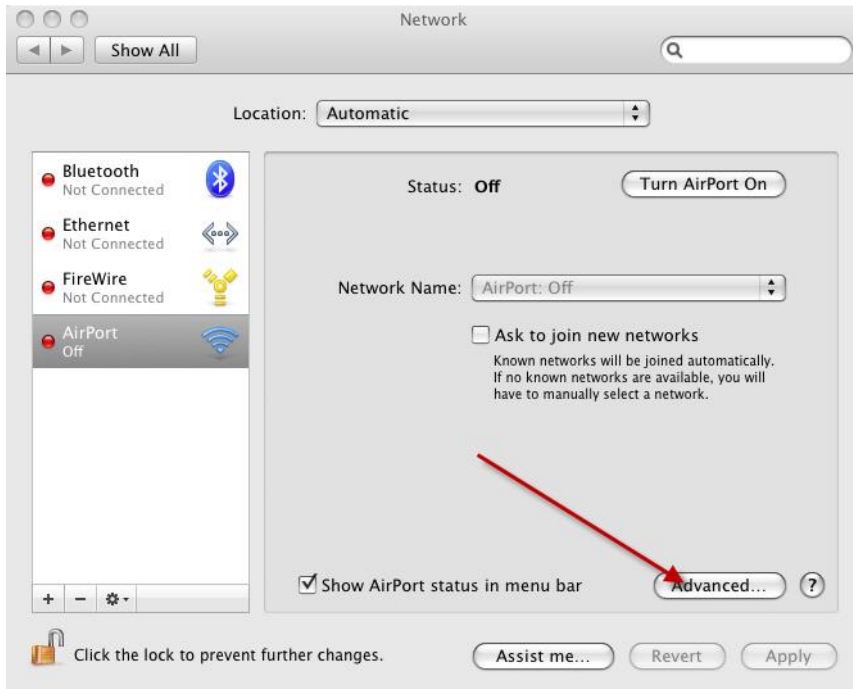 Network
Show All
Location: Automatic
Bluetooth
Not Connected
Ethernet
Not Connected
FireWire
Not Connected
AirPort
Off
Status: Off
Turn AirPort On
Network Name: AirPort: Off
Ask to join new networks
Known networks will be joined automatically.
If no known networks are available, you will
have to manually select a network.
Show AirPort status in menu bar
Advanced...
?
Click the lock to prevent further changes.
Assist me...
Revert
Apply